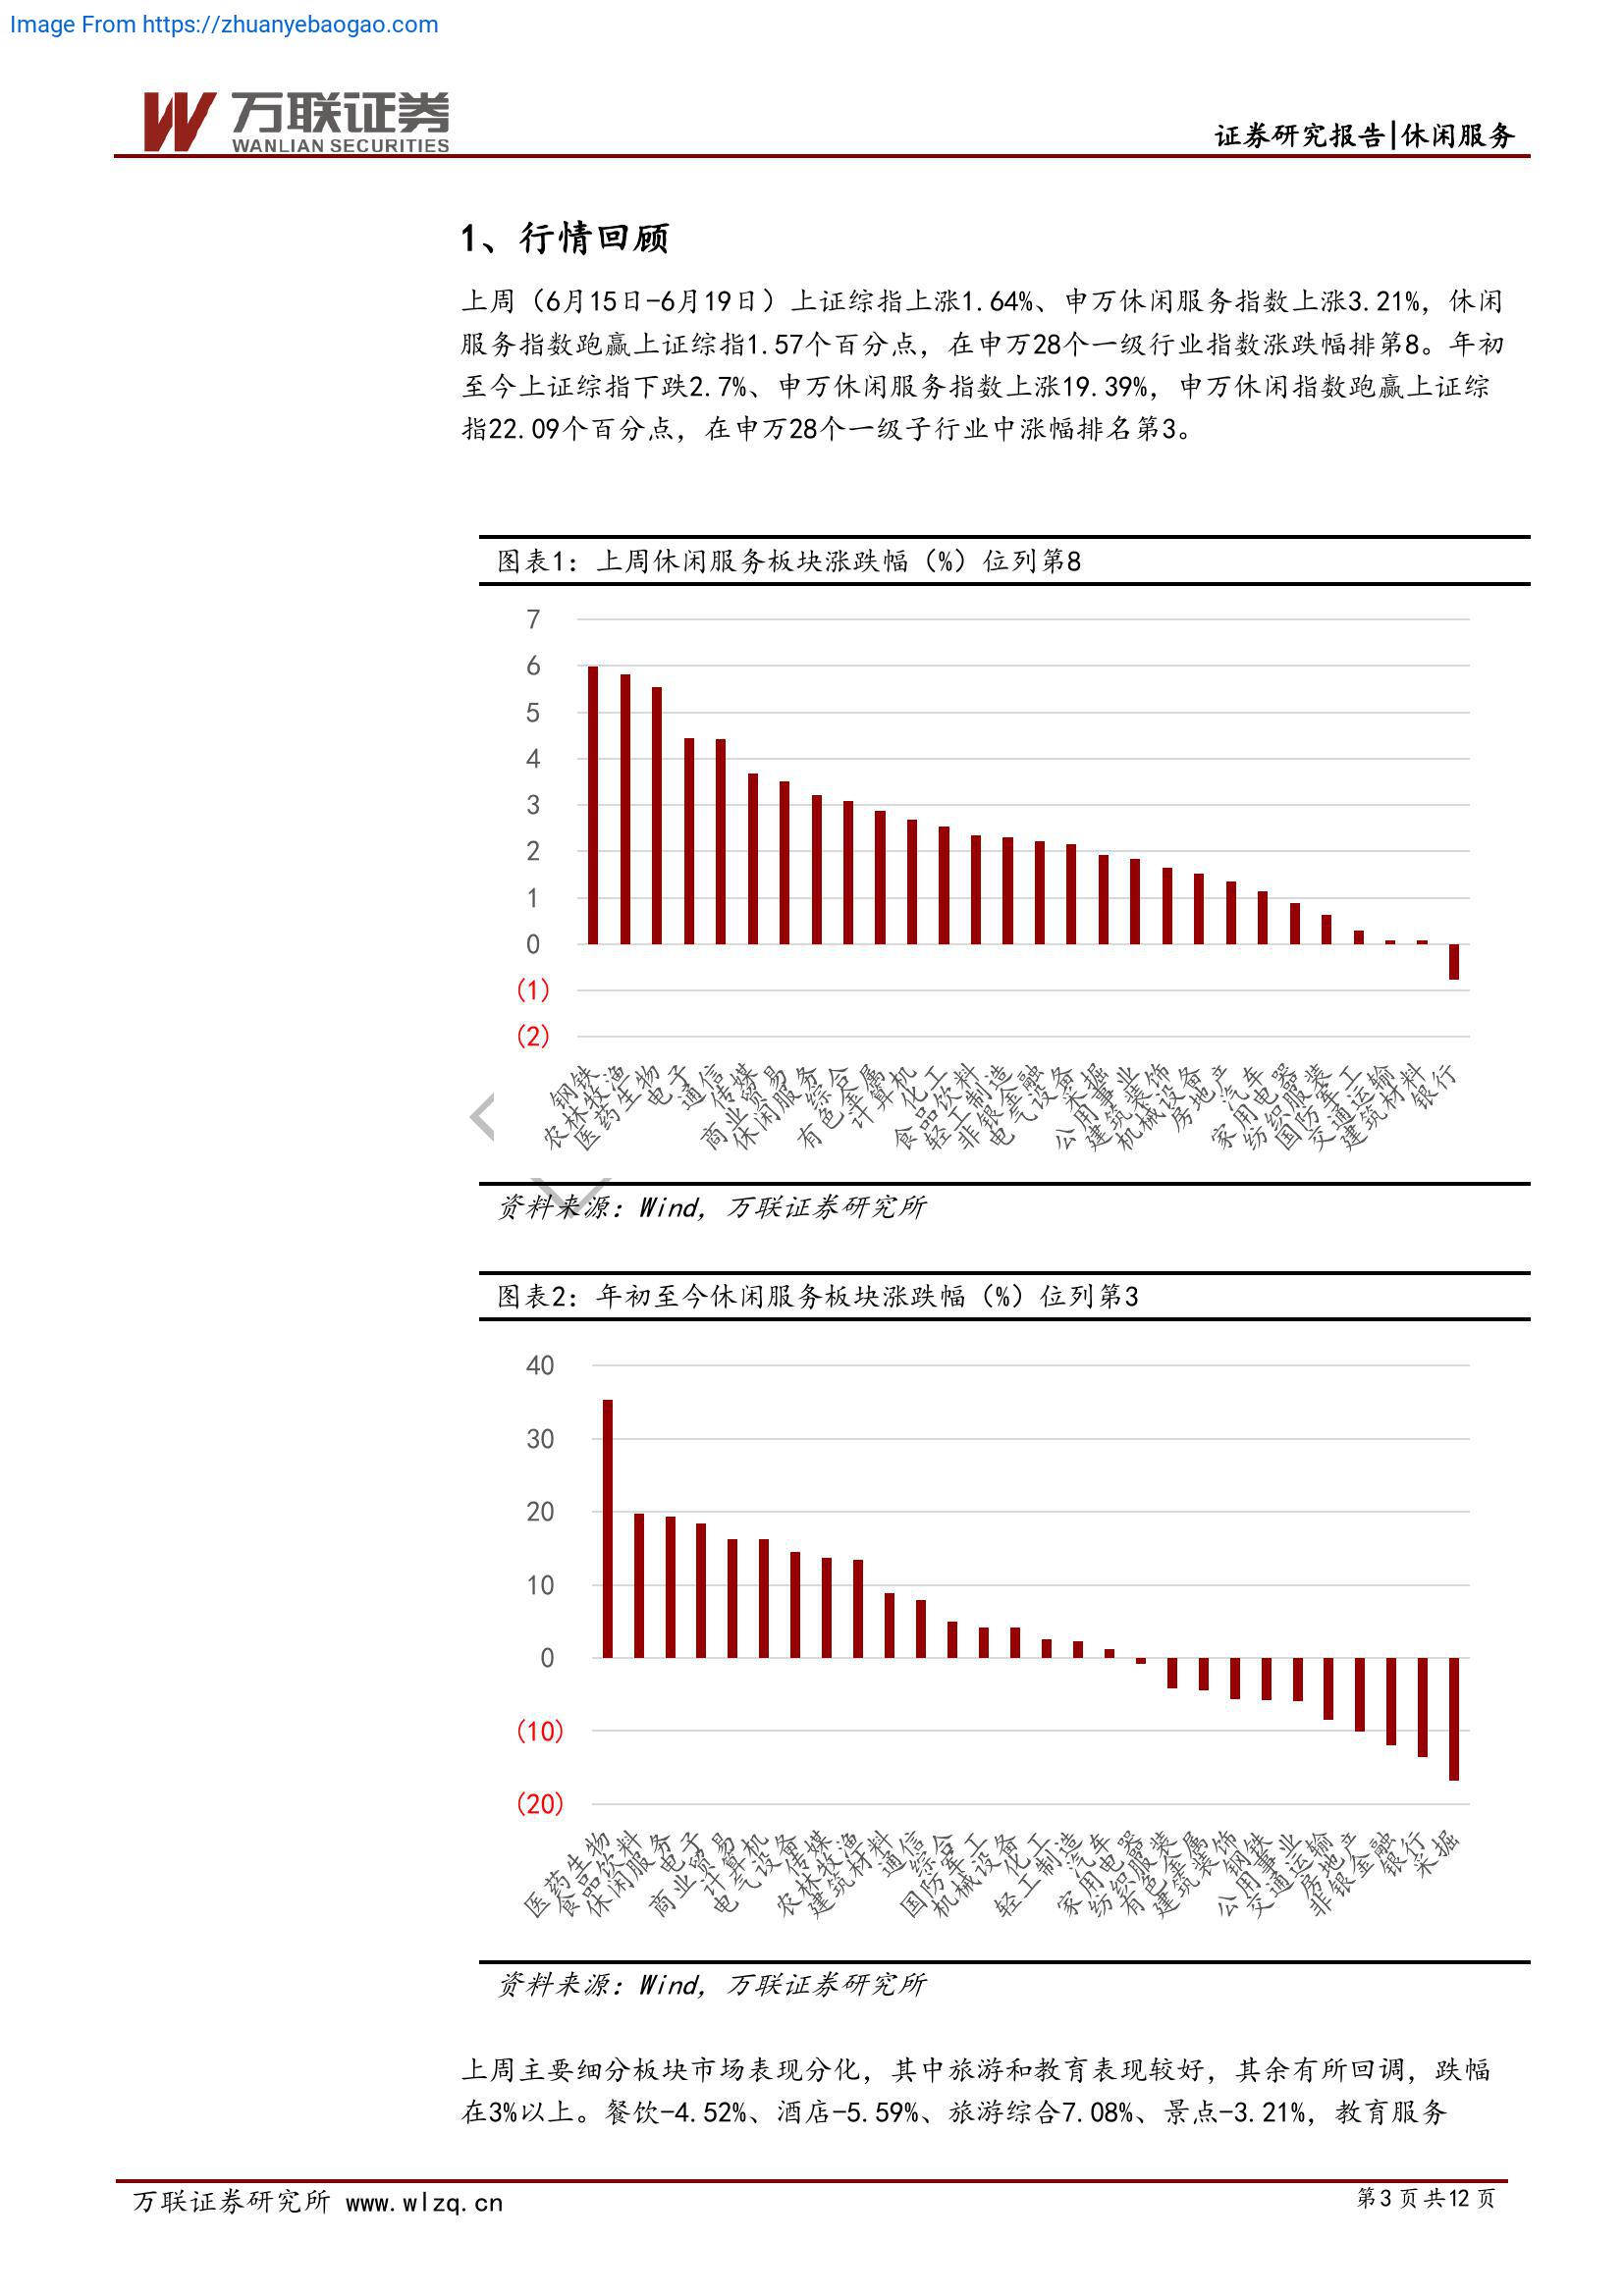 Image From https://zhuanyebaogao.com
万联证券
WANLIAN SECURITIES
证券研究报告|休闲服务
1、行情回顾
上周（6月15日-6月19日）上证综指上涨1.64%、申万休闲服务指数上涨3.21%，休闲
服务指数跑赢上证综指1.57个百分点，在申万28个一级行业指数涨跌幅排第8。年初
至今上证综指下跌2.7%、申万休闲服务指数上涨19.39%，申万休闲指数跑赢上证综
指22.09个百分点，在申万28个一级子行业中涨幅排名第3。
图表1：上周休闲服务板块涨跌幅（%）位列第8
7
6
5
4
3
2
1
0
(1)
(2)
钢铁
农林牧渔
医药生物
电子
通信
传媒
商业贸易
休闲服务
综合
有色金属
计算机
化工
食品饮料
轻工制造
非银金融
电气设备
采掘
公用事业
建筑装饰
机械设备
房地产
汽车
家用电器
纺织服装
国防军工
交通运输
建筑材料
银行
资料来源：Wind，万联证券研究所
图表2：年初至今休闲服务板块涨跌幅（%）位列第3
40
30
20
10
0
(10)
(20)
医药生物
食品饮料
休闲服务
电子
商业贸易
计算机
电气设备
传媒
农林牧渔
建筑材料
通信
综合
国防军工
机械设备
化工
轻工制造
汽车
家用电器
纺织服装
有色金属
建筑装饰
钢铁
公用事业
交通运输
房地产
非银金融
银行
采掘
资料来源：Wind，万联证券研究所
上周主要细分板块市场表现分化，其中旅游和教育表现较好，其余有所回调，跌幅
在3%以上。餐饮-4.52%、酒店-5.59%、旅游综合7.08%、景点-3.21%，教育服务
万联证券研究所 www.wlzq.cn
第3页共12页